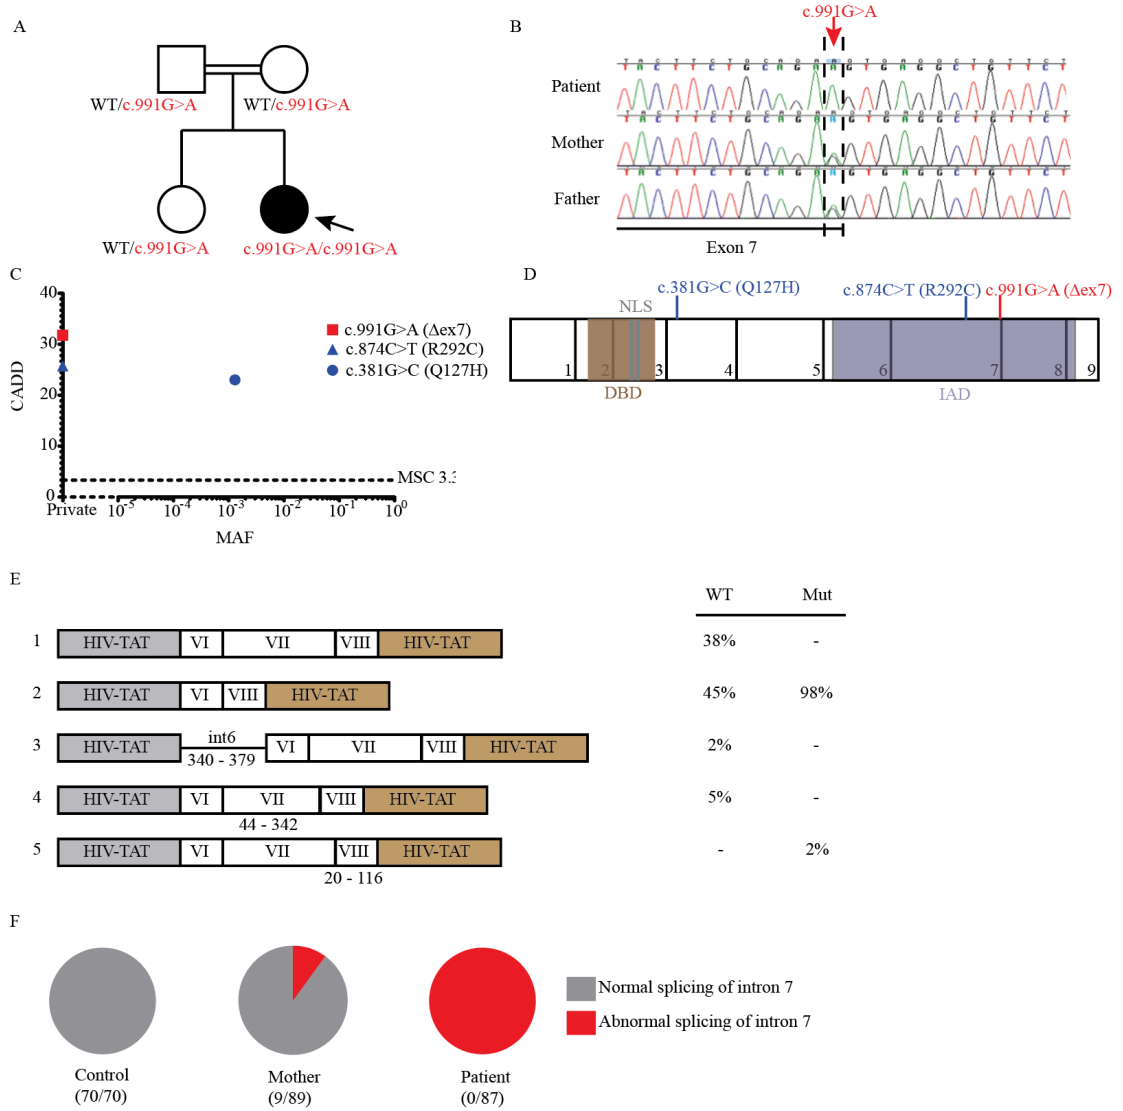 A
WT/c.991G>A
WT/c.991G>A
WT/c.991G>A
c.991G>A/c.991G>A
B
c.991G>A
T A C T T C T G C A G A A G T G A G G C T G T T C T
T A C T T C T G C A G A A G T G A G G C T G T T C T
Patient
T A C T T C T G C A G A A G T G A G G C T G T T C T
Mother
T A C T T C T G C A G A A G T G A G G C T G T T C T
Father
Exon 7
C
CADD
40
30
20
10
0
c.991G>A (Δex7)
c.874C>T (R292C)
c.381G>C (Q127H)
MSC 3.3
Private 10-5 10-4 10-3 10-2 10-1 100
MAF
D
c.381G>C (Q127H)
c.874C>T (R292C)
c.991G>A (Δex7)
NLS
1 2 3 4 5 6 7 8 9
DBD
IAD
E
WT Mut
1 HIV-TAT VI VII VIII HIV-TAT 38% -
2 HIV-TAT VI VIII HIV-TAT 45% 98%
3 HIV-TAT int6 VI VII VIII HIV-TAT 2% -
340 - 379
4 HIV-TAT VI VII VIII HIV-TAT 5% -
44 - 342
5 HIV-TAT VI VII VIII HIV-TAT - 2%
20 - 116
F
Normal splicing of intron 7
Abnormal splicing of intron 7
Control
(70/70)
Mother
(9/89)
Patient
(0/87)